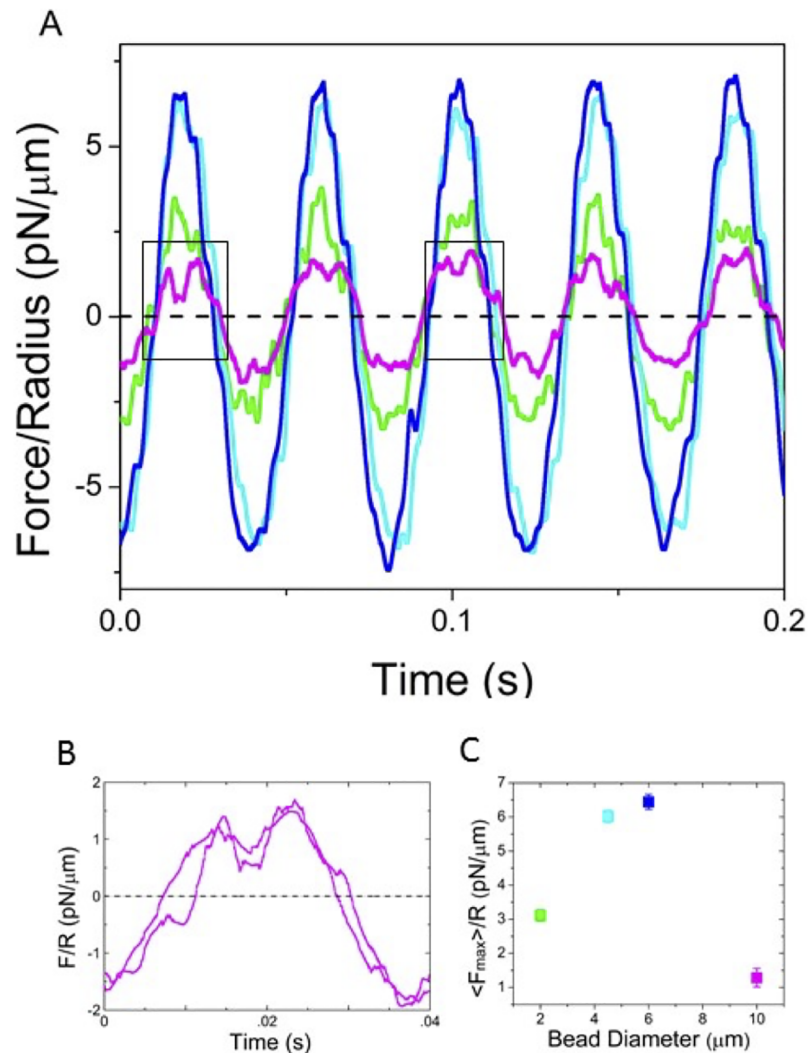 A
Force/Radius (pN/μm)
5
0
-5
0.0
0.1
0.2
Time (s)
B
F/R (pN/μm)
2
1
0
-1
-2
0
.02
.04
Time (s)
C
<Fmax>/R (pN/μm)
7
6
5
4
3
2
1
2
4
6
8
10
Bead Diameter (μm)